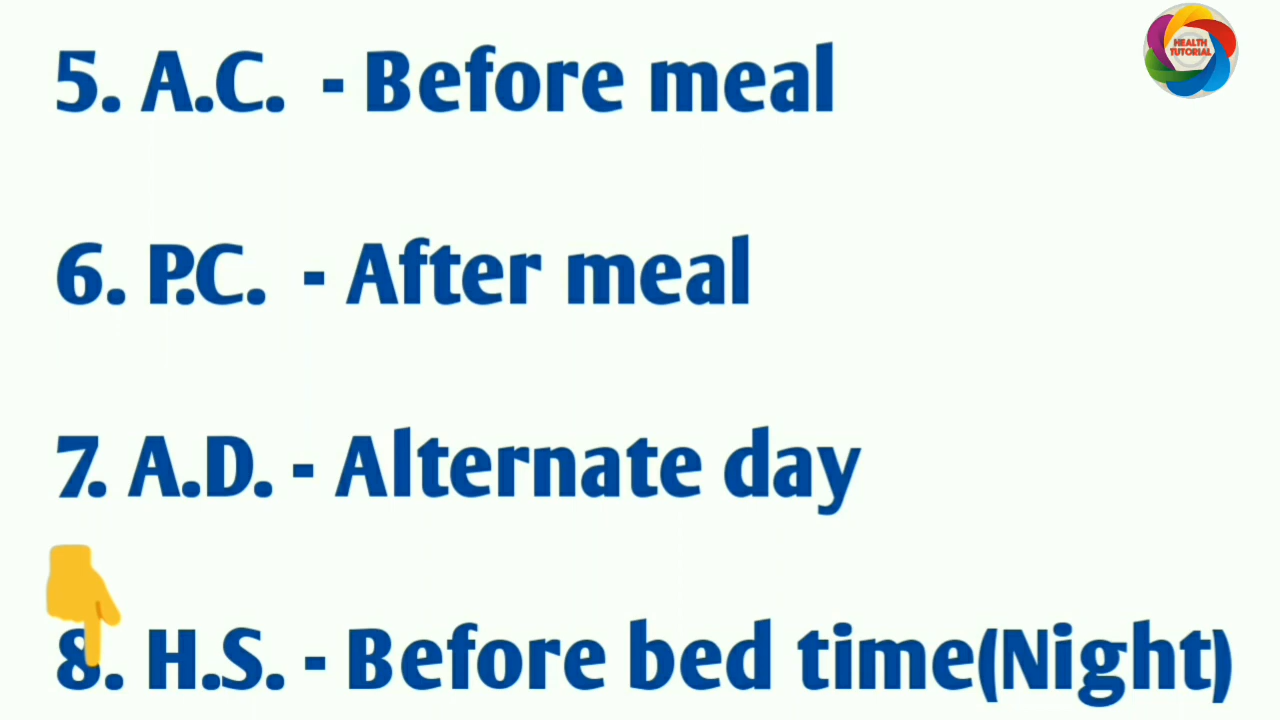 HEALTH
TUTORIAL
5. A.C. - Before meal
6. P.C. - After meal
7. A.D. - Alternate day
8. H.S. - Before bed time(Night)